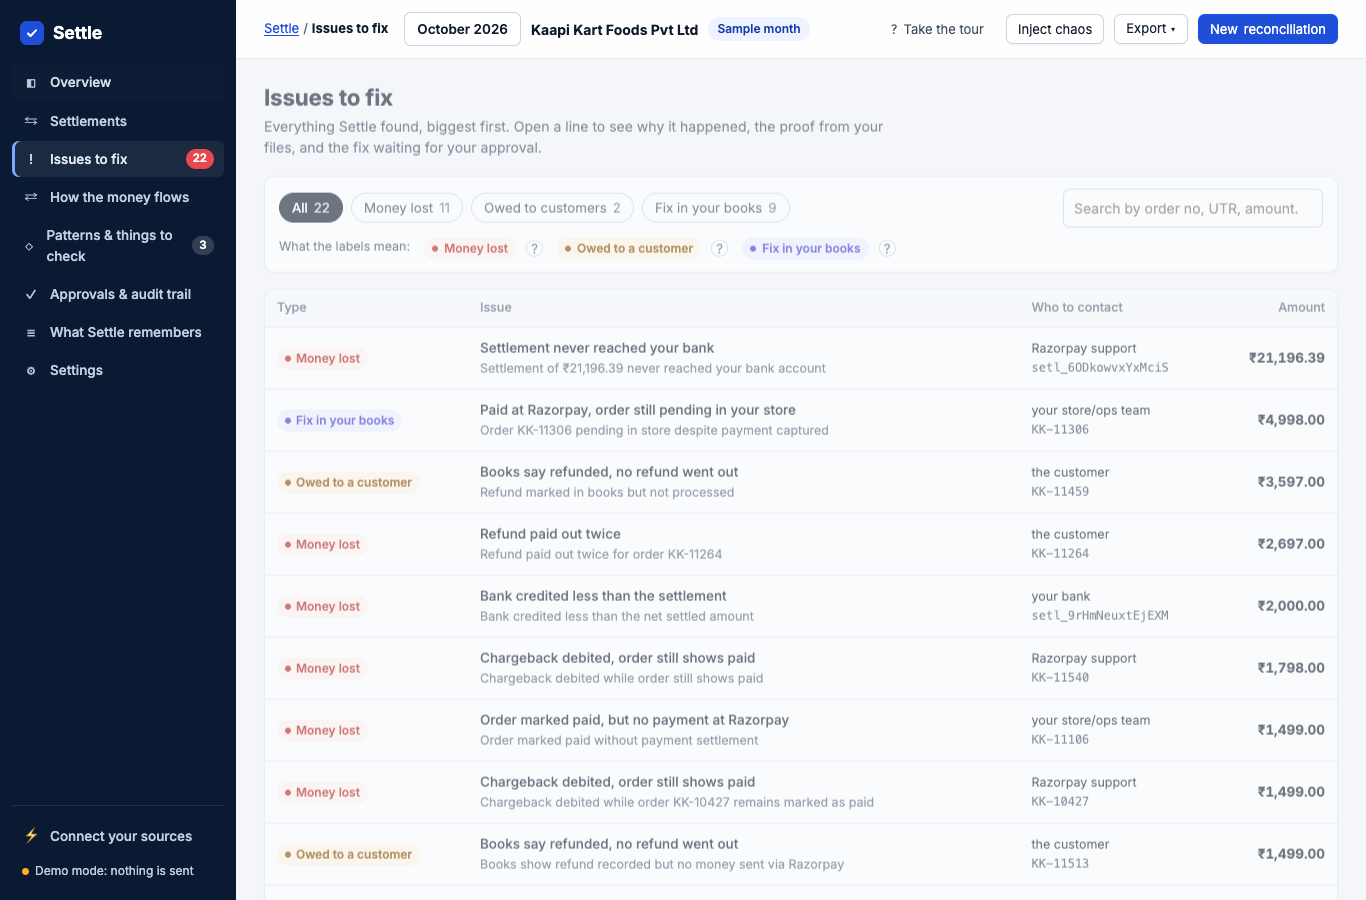 Settle
Overview
Settlements
Issues to fix 22
How the money flows
Patterns & things to check 3
Approvals & audit trail
What Settle remembers
Settings
Connect your sources
Demo mode: nothing is sent
Settle / Issues to fix
October 2026
Kaapi Kart Foods Pvt Ltd
Sample month
? Take the tour
Inject chaos
Export
New reconciliation
Issues to fix
Everything Settle found, biggest first. Open a line to see why it happened, the proof from your
files, and the fix waiting for your approval.
All 22
Money lost 11
Owed to customers 2
Fix in your books 9
Search by order no, UTR, amount.
What the labels mean: Money lost ? Owed to a customer ? Fix in your books ?
Type Issue Who to contact Amount
Money lost
Settlement never reached your bank
Settlement of ₹21,196.39 never reached your bank account
Razorpay support
setl_6ODkowvxYxMciS
₹21,196.39
Fix in your books
Paid at Razorpay, order still pending in your store
Order KK-11306 pending in store despite payment captured
your store/ops team
KK-11306
₹4,998.00
Owed to a customer
Books say refunded, no refund went out
Refund marked in books but not processed
the customer
KK-11459
₹3,597.00
Money lost
Refund paid out twice
Refund paid out twice for order KK-11264
the customer
KK-11264
₹2,697.00
Money lost
Bank credited less than the settlement
Bank credited less than the net settled amount
your bank
setl_9rHmNeuxtEjEXM
₹2,000.00
Money lost
Chargeback debited, order still shows paid
Chargeback debited while order still shows paid
Razorpay support
KK-11540
₹1,798.00
Money lost
Order marked paid, but no payment at Razorpay
Order marked paid without payment settlement
your store/ops team
KK-11106
₹1,499.00
Money lost
Chargeback debited, order still shows paid
Chargeback debited while order KK-10427 remains marked as paid
Razorpay support
KK-10427
₹1,499.00
Owed to a customer
Books say refunded, no refund went out
Books show refund recorded but no money sent via Razorpay
the customer
KK-11513
₹1,499.00